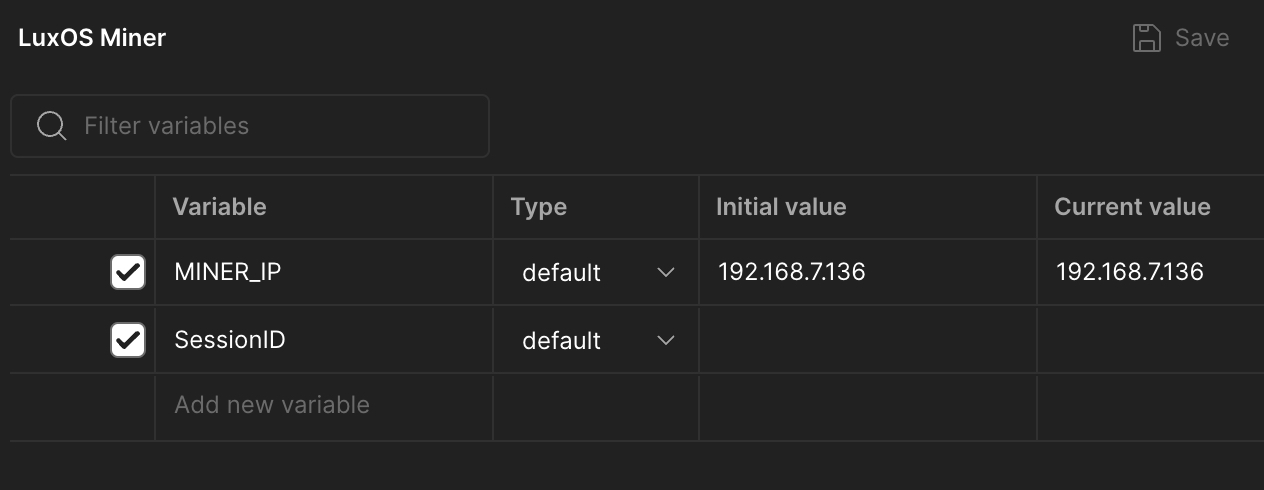 LuxOS Miner
Save
Filter variables
Variable Type Initial value Current value
MINER_IP default 192.168.7.136 192.168.7.136
SessionID default
Add new variable